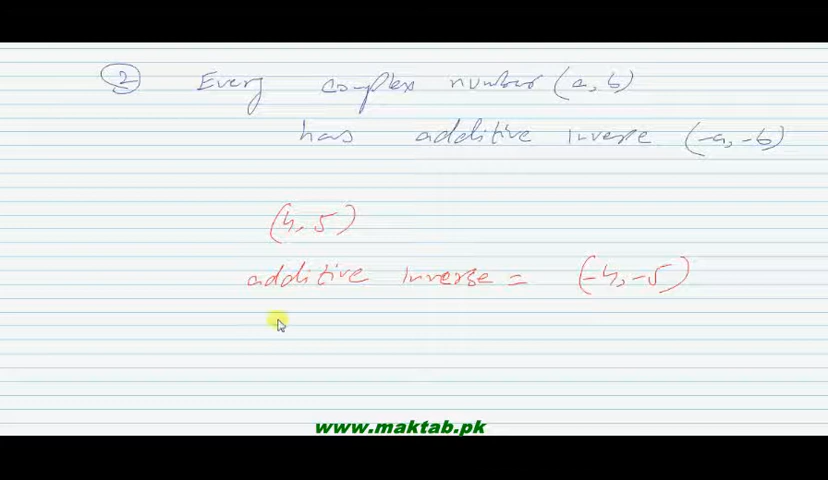 ② Every complex number (a, b)
has additive inverse (-a, -b)
(4, 5)
additive inverse = (-4, -5)
www.maktab.pk